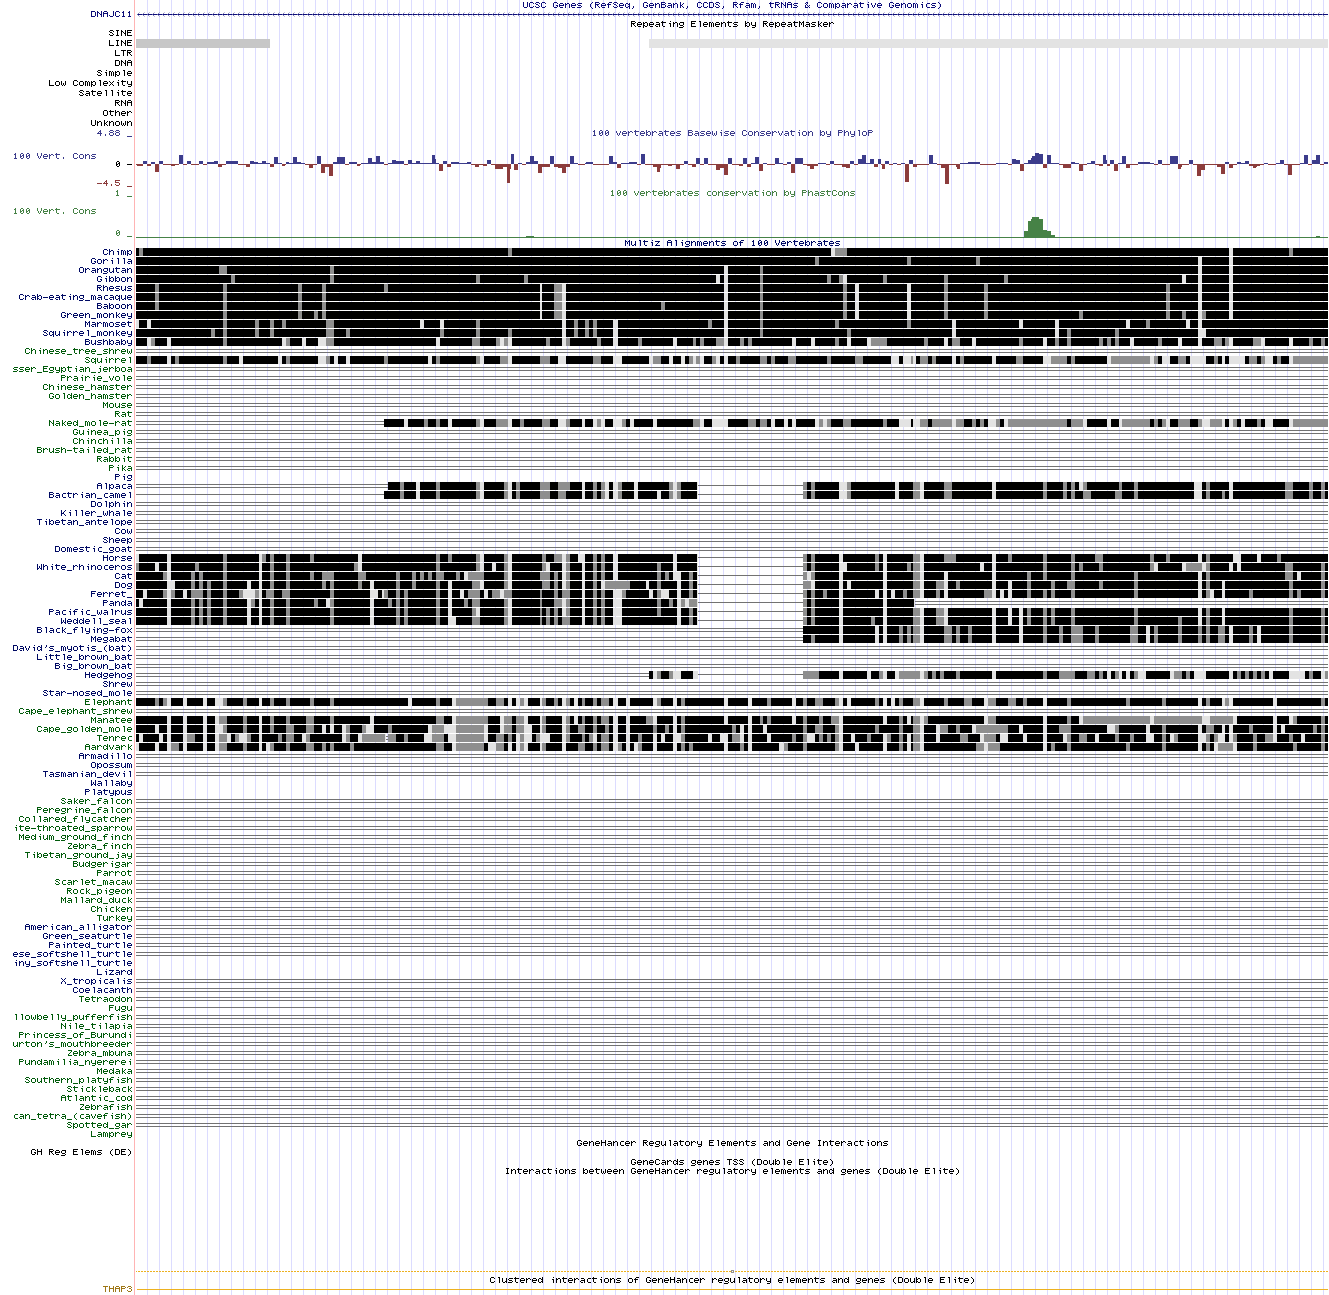 UCSC Genes (RefSeq, GenBank, CCDS, Rfam, tRNAs & Comparative Genomics)
DNAJC11
Repeating Elements by RepeatMasker
SINE
LINE
LTR
DNA
Simple
Low Complexity
Satellite
RNA
Other
Unknown
4.88 _
100 vertebrates Basewise Conservation by PhyloP
100 Vert. Cons
0 _
-4.5 _
1 _
100 vertebrates conservation by PhastCons
100 Vert. Cons
0 _
Multiz Alignments of 100 Vertebrates
Chimp
Gorilla
Orangutan
Gibbon
Rhesus
Crab-eating_macaque
Baboon
Green_monkey
Marmoset
Squirrel_monkey
Bushbaby
Chinese_tree_shrew
Squirrel
sser_Egyptian_jerboa
Prairie_vole
Chinese_hamster
Golden_hamster
Mouse
Rat
Naked_mole-rat
Guinea_pig
Chinchilla
Brush-tailed_rat
Rabbit
Pika
Pig
Alpaca
Bactrian_camel
Dolphin
Killer_whale
Tibetan_antelope
Cow
Sheep
Domestic_goat
Horse
White_rhinoceros
Cat
Dog
Ferret_
Panda
Pacific_walrus
Weddell_seal
Black_flying-fox
Megabat
David's_myotis_(bat)
Little_brown_bat
Big_brown_bat
Hedgehog
Shrew
Star-nosed_mole
Elephant
Cape_elephant_shrew
Manatee
Cape_golden_mole
Tenrec
Aardvark
Armadillo
Opossum
Tasmanian_devil
Wallaby
Platypus
Saker_falcon
Peregrine_falcon
Collared_flycatcher
ite-throated_sparrow
Medium_ground_finch
Zebra_finch
Tibetan_ground_jay
Budgerigar
Parrot
Scarlet_macaw
Rock_pigeon
Mallard_duck
Chicken
Turkey
American_alligator
Green_seaturtle
Painted_turtle
ese_softshell_turtle
iny_softshell_turtle
Lizard
X_tropicalis
Coelacanth
Tetraodon
Fugu
llowbelly_pufferfish
Nile_tilapia
Princess_of_Burundi
urton's_mouthbreeder
Zebra_mbuna
Pundamilia_nyererei
Medaka
Southern_platyfish
Stickleback
Atlantic_cod
Zebrafish
can_tetra_(cavefish)
Spotted_gar
Lamprey
GeneHancer Regulatory Elements and Gene Interactions
GH Reg Elems (DE)
GeneCards genes TSS (Double Elite)
Interactions between GeneHancer regulatory elements and genes (Double Elite)
Clustered interactions of GeneHancer regulatory elements and genes (Double Elite)
THAP3